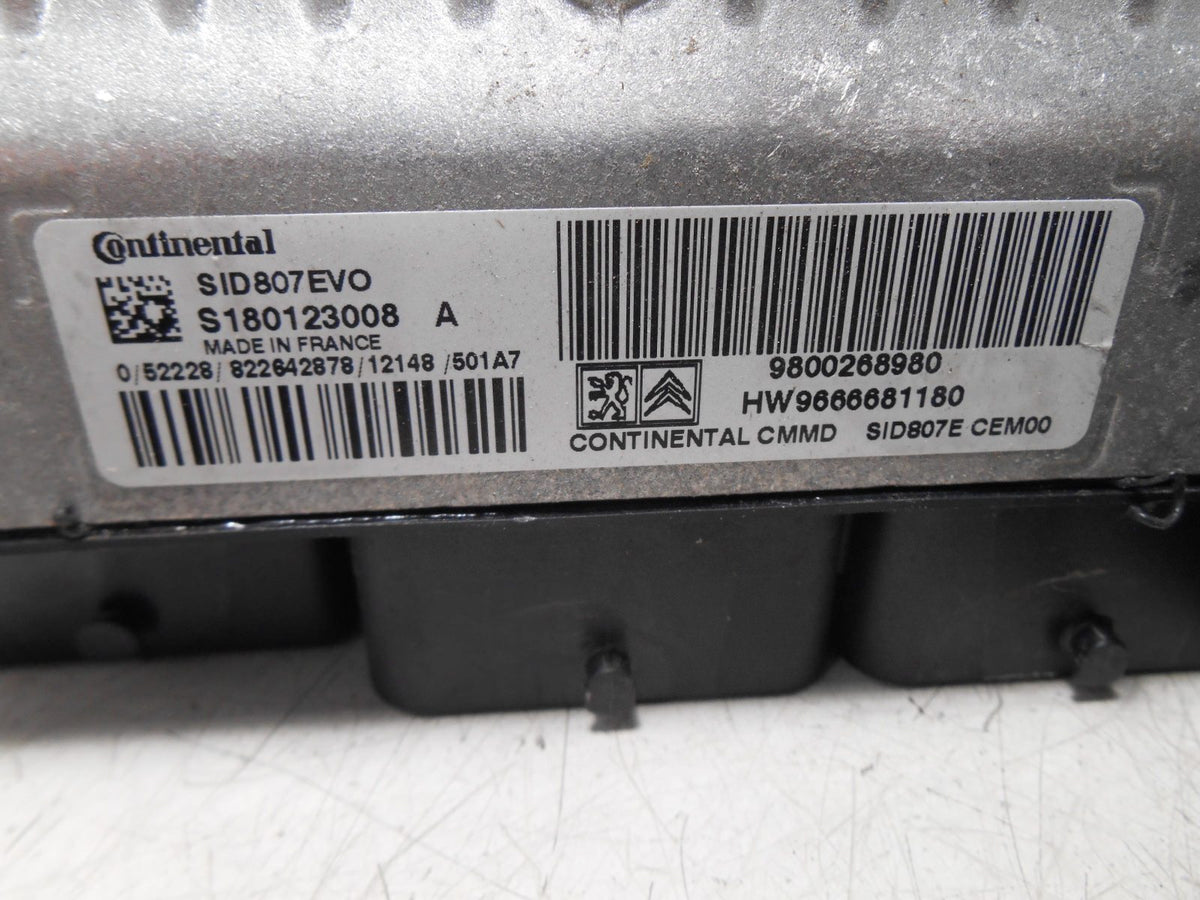 Continental
SID807EVO
S180123008 A
MADE IN FRANCE
0/52228/822642878/12148/501A7
9800268980
HW9666681180
CONTINENTAL CMMD SID807E CEM00